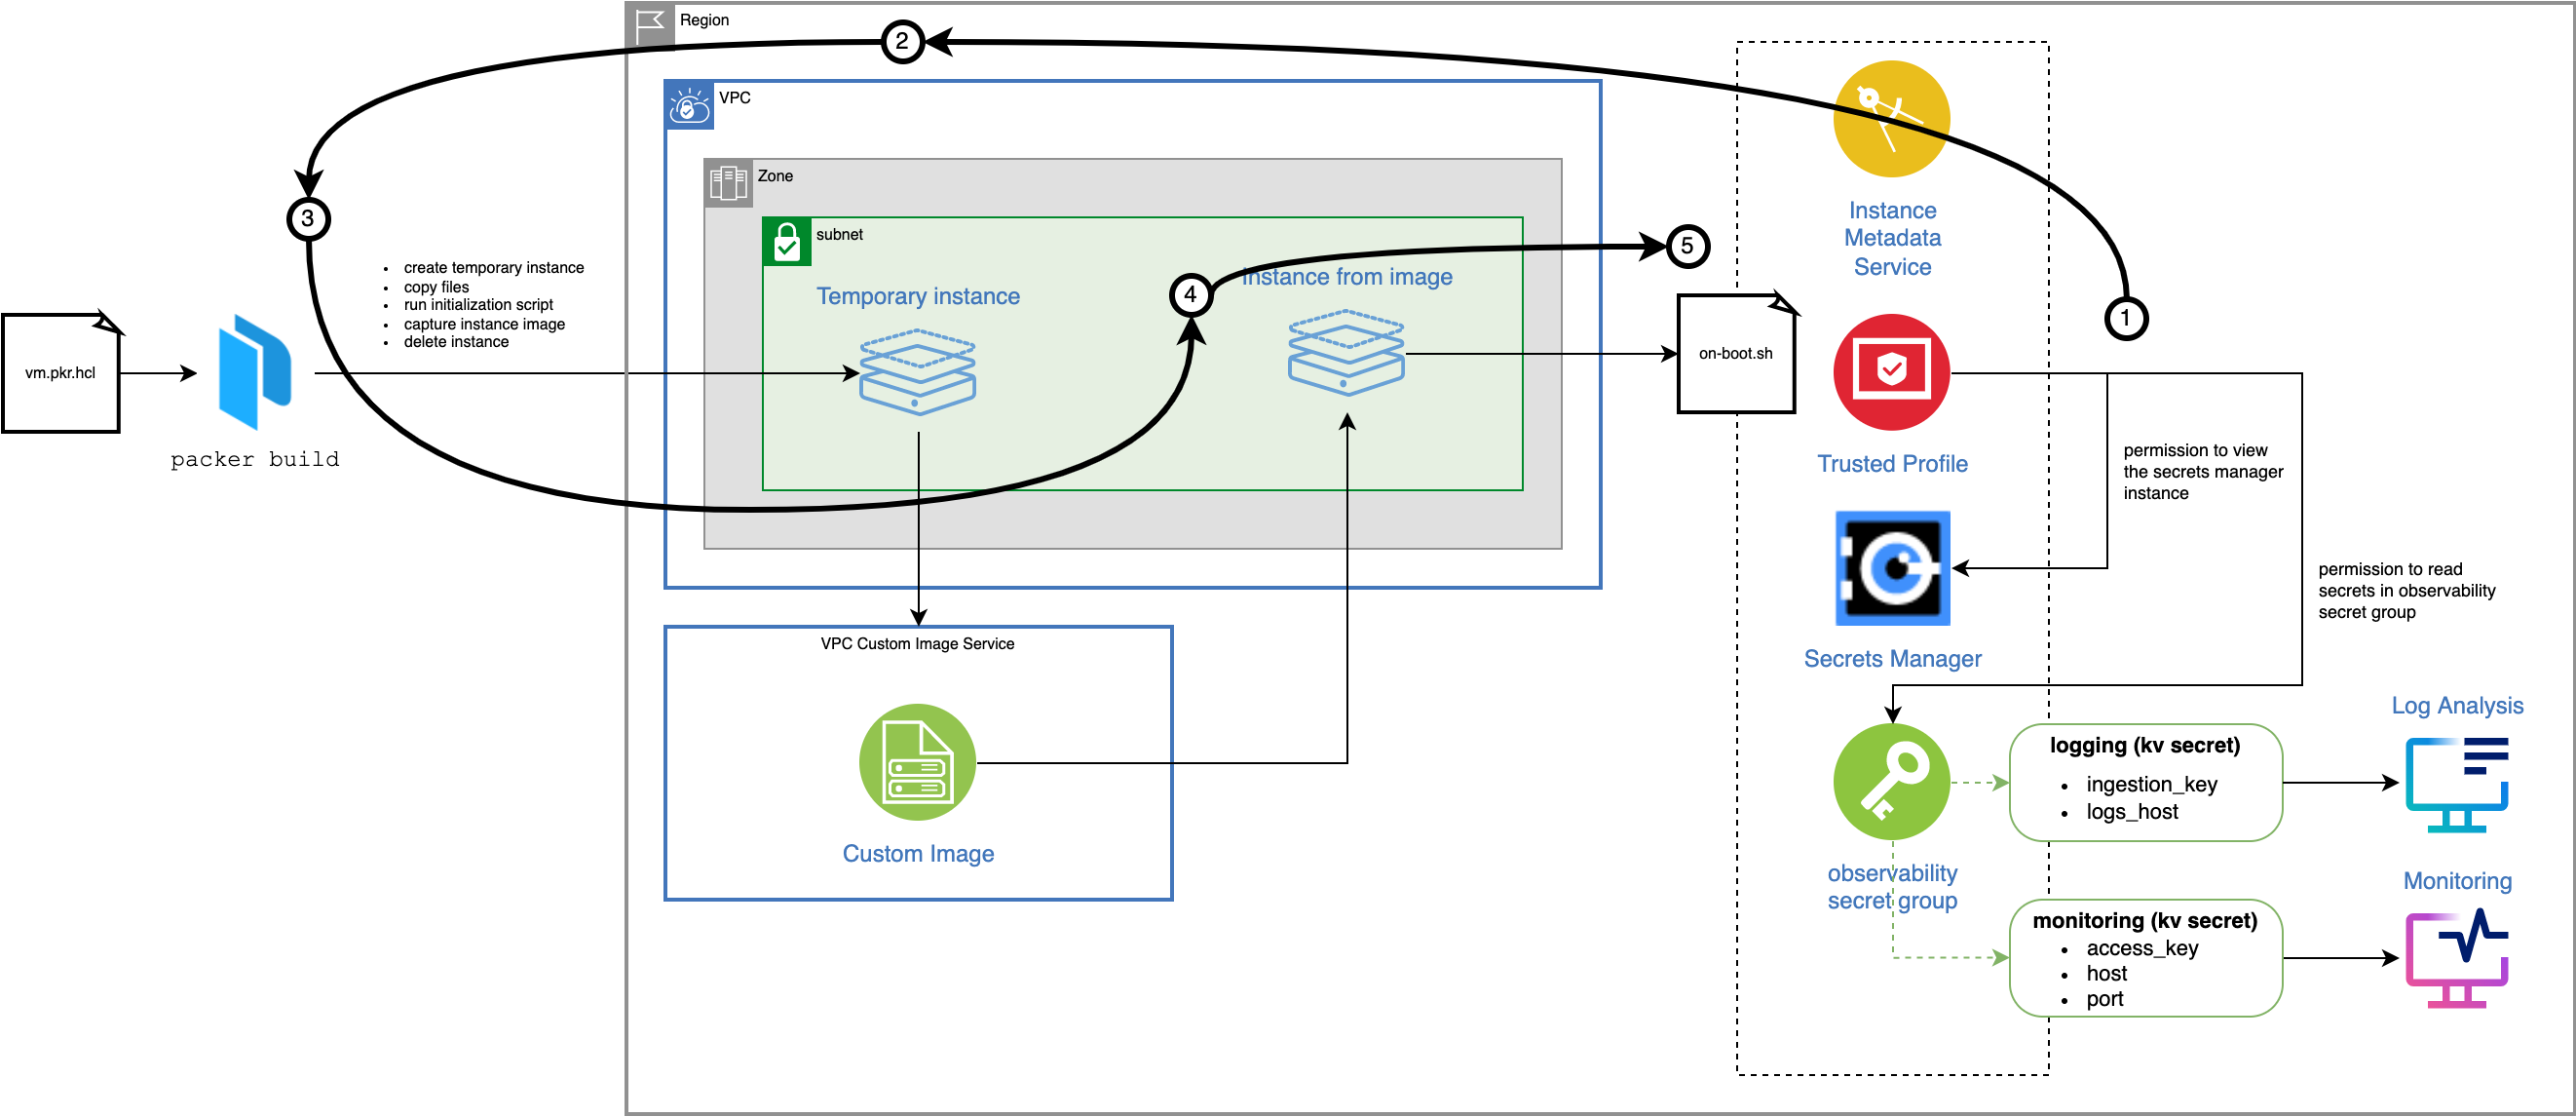 Region
2
VPC
Zone
3
subnet
5
Instance
Metadata
Service
create temporary instance
copy files
run initialization script
capture instance image
delete instance
Temporary instance
4
Instance from image
1
vm.pkr.hcl
on-boot.sh
packer build
Trusted Profile
permission to view
the secrets manager
instance
permission to read
secrets in observability
secret group
VPC Custom Image Service
Secrets Manager
Log Analysis
logging (kv secret)
ingestion_key
logs_host
Custom Image
observability
secret group
Monitoring
monitoring (kv secret)
access_key
host
port